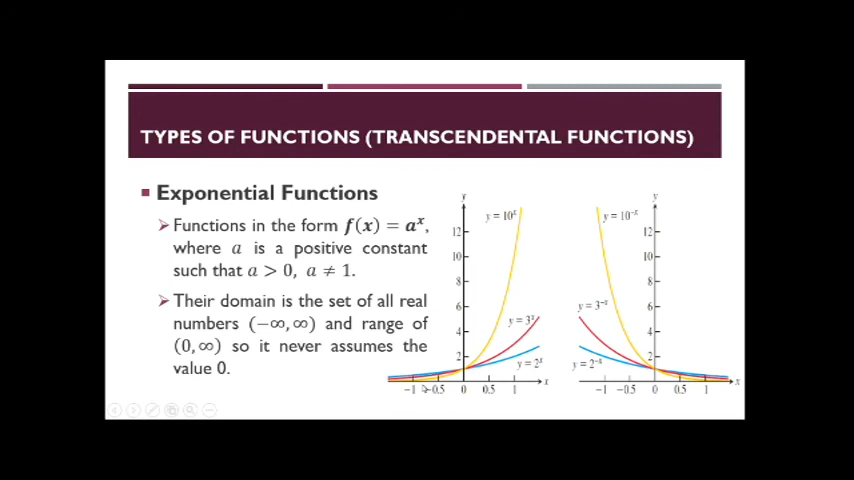 TYPES OF FUNCTIONS (TRANSCENDENTAL FUNCTIONS)
Exponential Functions
Functions in the form f(x) = aˣ,
where a is a positive constant
such that a > 0, a ≠ 1.
Their domain is the set of all real
numbers (−∞, ∞) and range of
(0, ∞) so it never assumes the
value 0.
y
y = 10ˣ
12
10
8
6
y = 3ˣ
4
2
y = 2ˣ
−1 −0.5 0 0.5 1 x
y
y = 10⁻ˣ
12
10
8
y = 3⁻ˣ
6
4
2
y = 2⁻ˣ
−1 −0.5 0 0.5 1 x